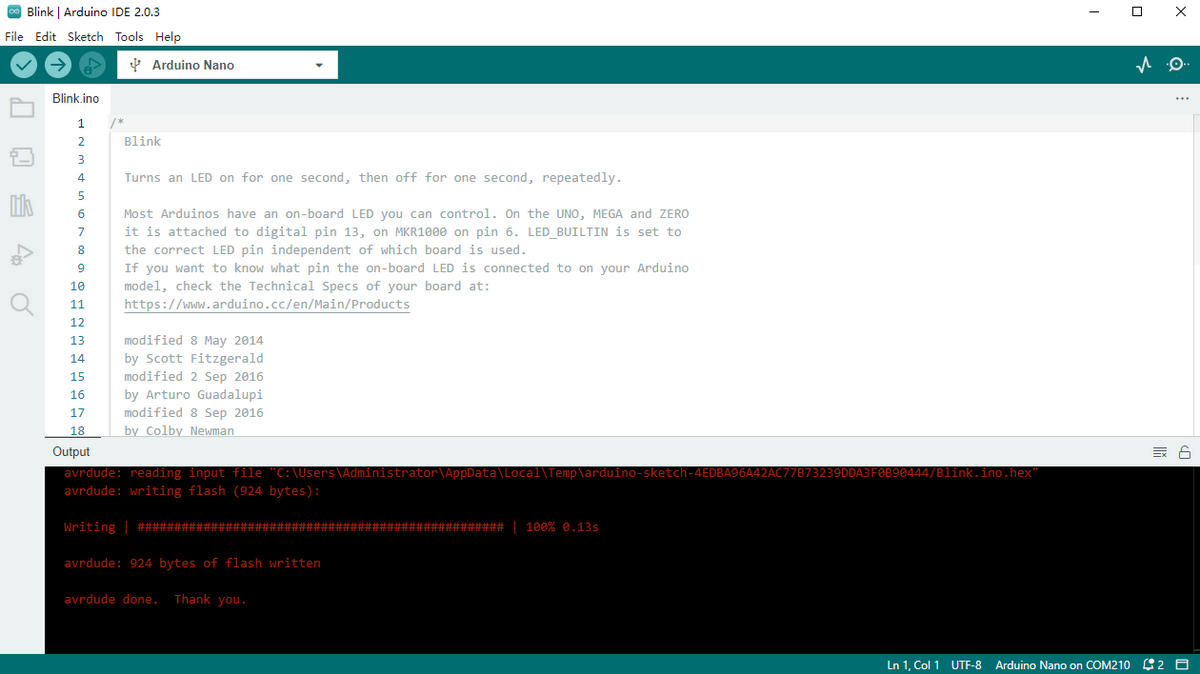 Blink | Arduino IDE 2.0.3
File Edit Sketch Tools Help
Arduino Nano
Blink.ino
1 /*
2 Blink
3
4 Turns an LED on for one second, then off for one second, repeatedly.
5
6 Most Arduinos have an on-board LED you can control. On the UNO, MEGA and ZERO
7 it is attached to digital pin 13, on MKR1000 on pin 6. LED_BUILTIN is set to
8 the correct LED pin independent of which board is used.
9 If you want to know what pin the on-board LED is connected to on your Arduino
10 model, check the Technical Specs of your board at:
11 https://www.arduino.cc/en/Main/Products
12
13 modified 8 May 2014
14 by Scott Fitzgerald
15 modified 2 Sep 2016
16 by Arturo Guadalupi
17 modified 8 Sep 2016
18 by Colby Newman
Output
avrdude: reading input file "C:\Users\Administrator\AppData\Local\Temp\arduino-sketch-4EDBA96A42AC77B73239DDA3F0B90444/Blink.ino.hex"
avrdude: writing flash (924 bytes):
Writing | ################################################## | 100% 0.13s
avrdude: 924 bytes of flash written
avrdude done. Thank you.
Ln 1, Col 1 UTF-8 Arduino Nano on COM210 2